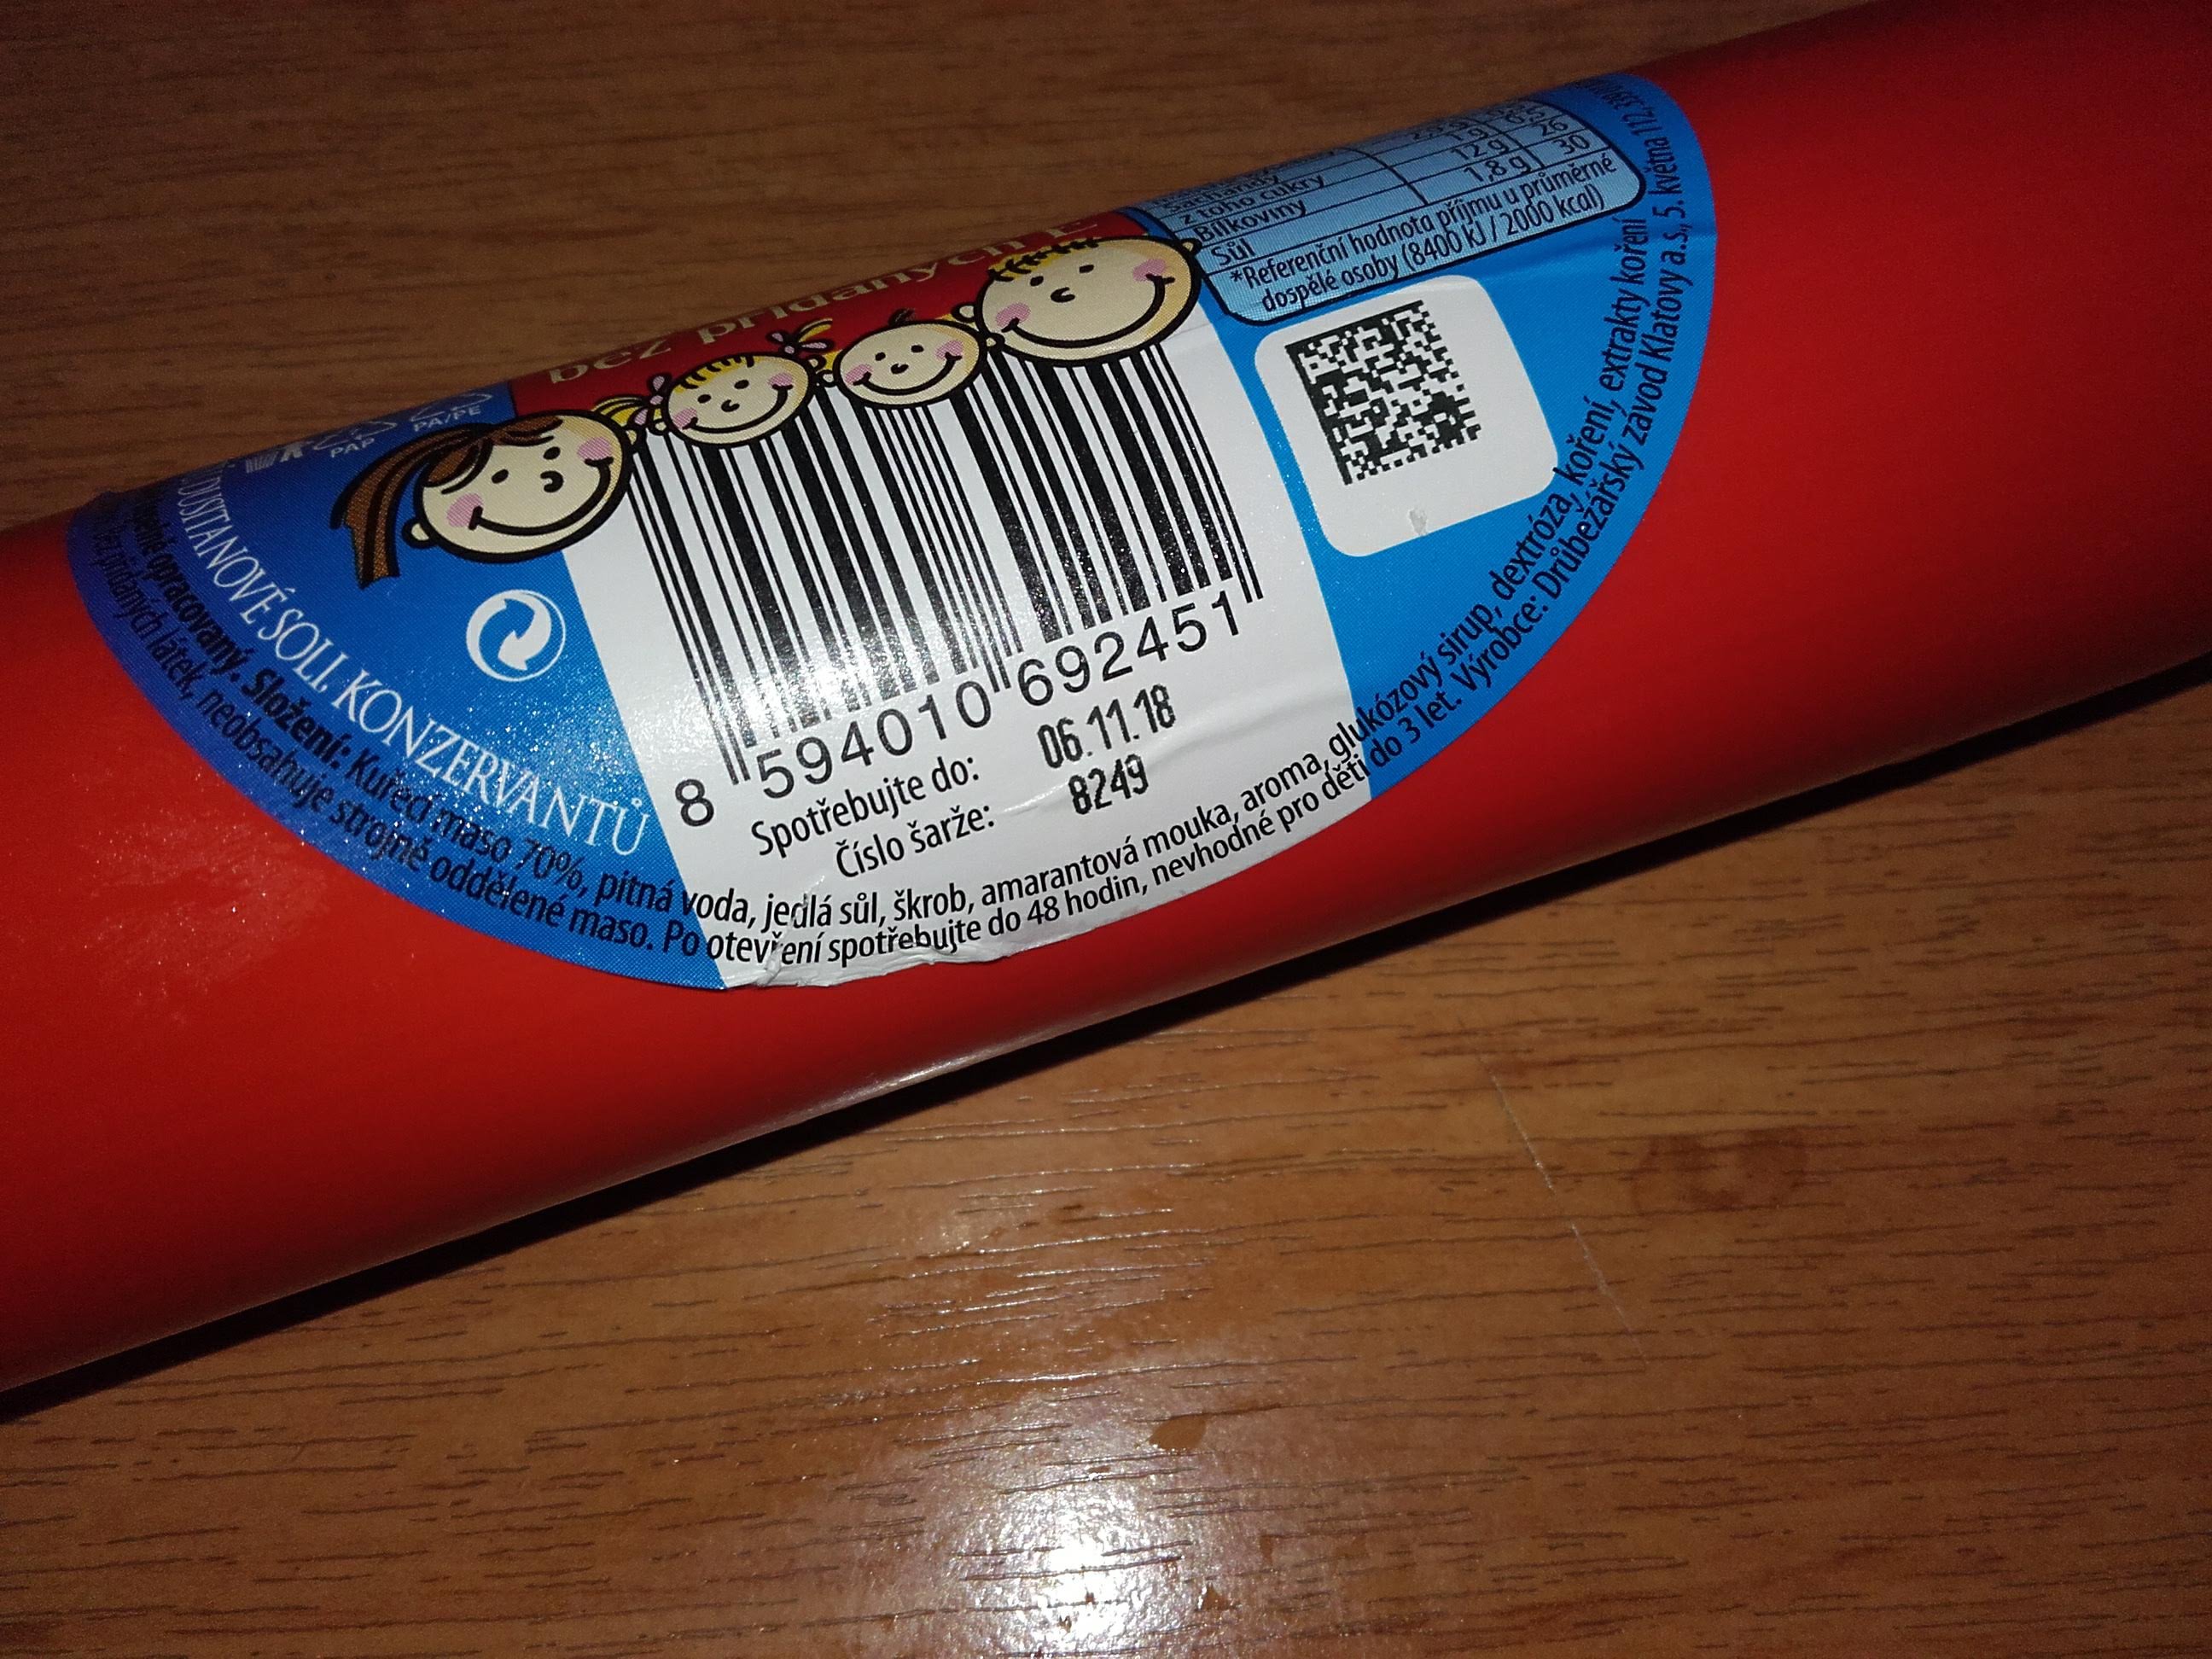 bez přidaných E
z toho cukry 1 g
Bílkoviny 12 g 26
Sůl 1,8 g 30
*Referenční hodnota příjmu u průměrné
dospělé osoby (8400 kJ / 2000 kcal)
PAP
PA/PE
SOLI, KONZERVANTŮ
8 594010 692451
Spotřebujte do: 06.11.18
Číslo šarže: 8249
opracovaný. Složení: Kuřecí maso 70%, pitná voda, jedlá sůl, škrob, amarantová mouka, aroma, glukózový sirup, dextróza, koření, extrakty koření
bez přidaných látek, neobsahuje strojně oddělené maso. Po otevření spotřebujte do 48 hodin, nevhodné pro děti do 3 let. Výrobce: Drůbežářský závod Klatovy a.s., 5. května 112,